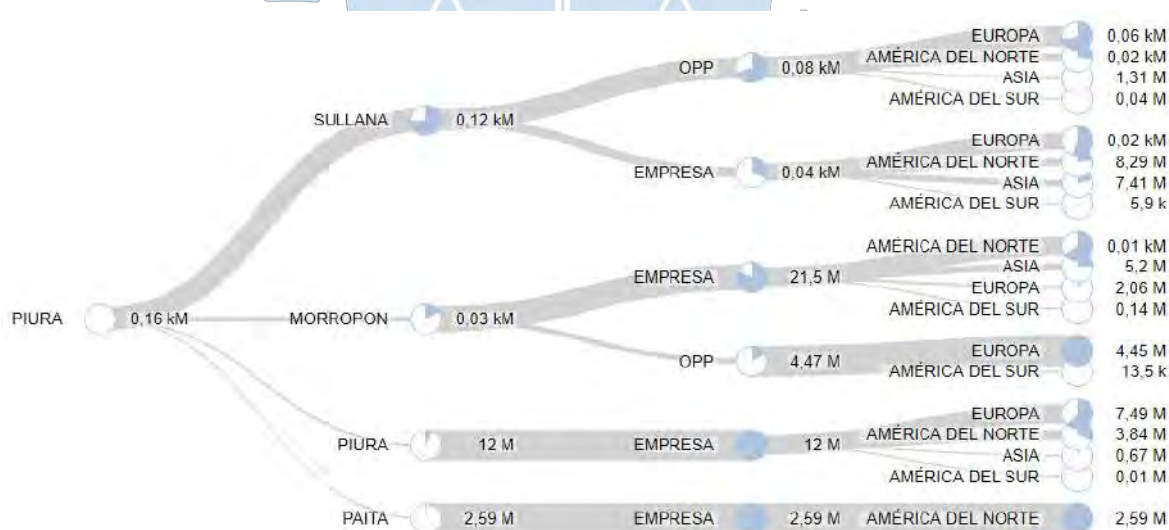 EUROPA 0,06 kM
AMÉRICA DEL NORTE 0,02 kM
OPP 0,08 kM
ASIA 1,31 M
AMÉRICA DEL SUR 0,04 M
SULLANA 0,12 kM
EUROPA 0,02 kM
AMÉRICA DEL NORTE 8,29 M
EMPRESA 0,04 kM
ASIA 7,41 M
AMÉRICA DEL SUR 5,9 k
AMÉRICA DEL NORTE 0,01 kM
ASIA 5,2 M
EMPRESA 21,5 M
EUROPA 2,06 M
AMÉRICA DEL SUR 0,14 M
PIURA 0,16 kM MORROPON 0,03 kM
EUROPA 4,45 M
OPP 4,47 M
AMÉRICA DEL SUR 13,5 k
EUROPA 7,49 M
AMÉRICA DEL NORTE 3,84 M
PIURA 12 M EMPRESA 12 M
ASIA 0,67 M
AMÉRICA DEL SUR 0,01 M
PAITA 2,59 M EMPRESA 2,59 M AMÉRICA DEL NORTE 2,59 M